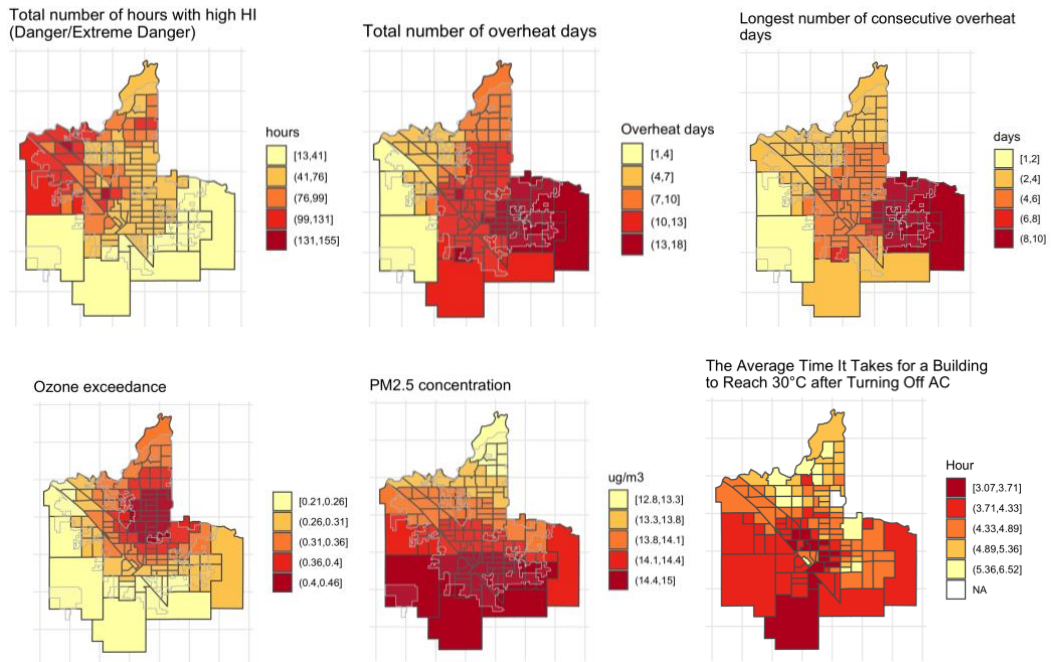 Total number of hours with high HI
(Danger/Extreme Danger)
hours
[13,41]
(41,76]
(76,99]
(99,131]
(131,155]
Total number of overheat days
Overheat days
[1,4]
(4,7]
(7,10]
(10,13]
(13,18]
Longest number of consecutive overheat
days
days
[1,2]
(2,4]
(4,6]
(6,8]
(8,10]
Ozone exceedance
[0.21,0.26]
(0.26,0.31]
(0.31,0.36]
(0.36,0.4]
(0.4,0.46]
PM2.5 concentration
ug/m3
[12.8,13.3]
(13.3,13.8]
(13.8,14.1]
(14.1,14.4]
(14.4,15]
The Average Time It Takes for a Building
to Reach 30°C after Turning Off AC
Hour
[3.07,3.71]
(3.71,4.33]
(4.33,4.89]
(4.89,5.36]
(5.36,6.52]
NA